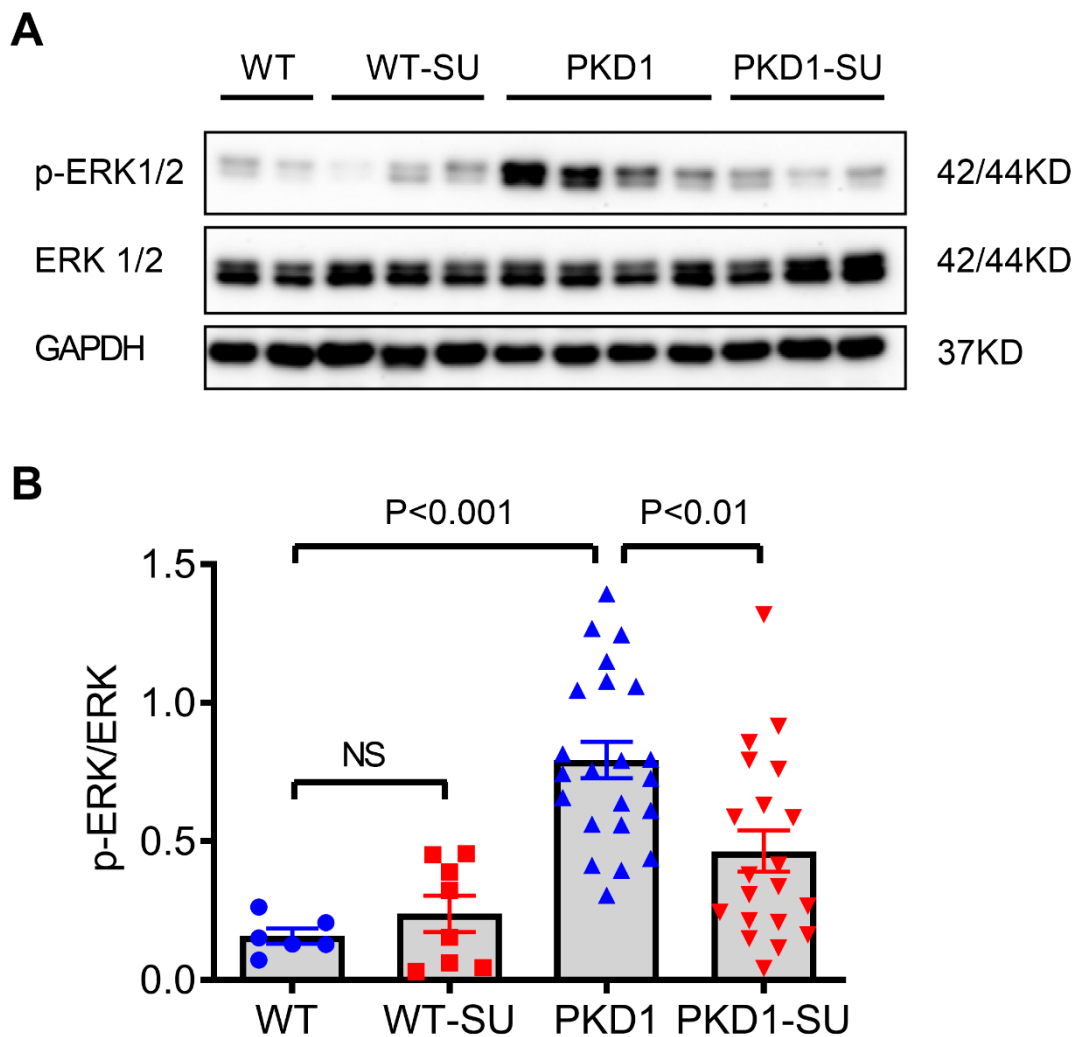 A
WT WT-SU PKD1 PKD1-SU
p-ERK1/2 42/44KD
ERK 1/2 42/44KD
GAPDH 37KD
B
P<0.001 P<0.01
1.5
1.0
NS
0.5
0.0
p-ERK/ERK
WT WT-SU PKD1 PKD1-SU